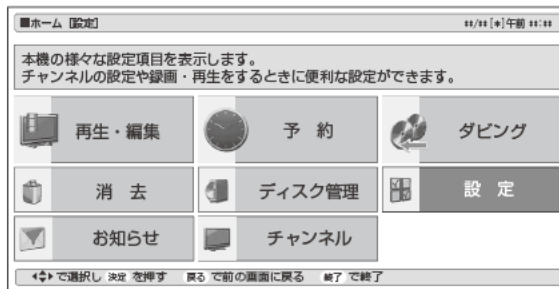 ■ホーム [設定] ::/:: [*]午前 ::::::
本機の様々な設定項目を表示します。
チャンネルの設定や録画・再生をするときに便利な設定ができます。
再生・編集 予 約 ダビング
消 去 ディスク管理 設 定
お知らせ チャンネル
で選択し 決定 を押す 戻る で前の画面に戻る 終了 で終了